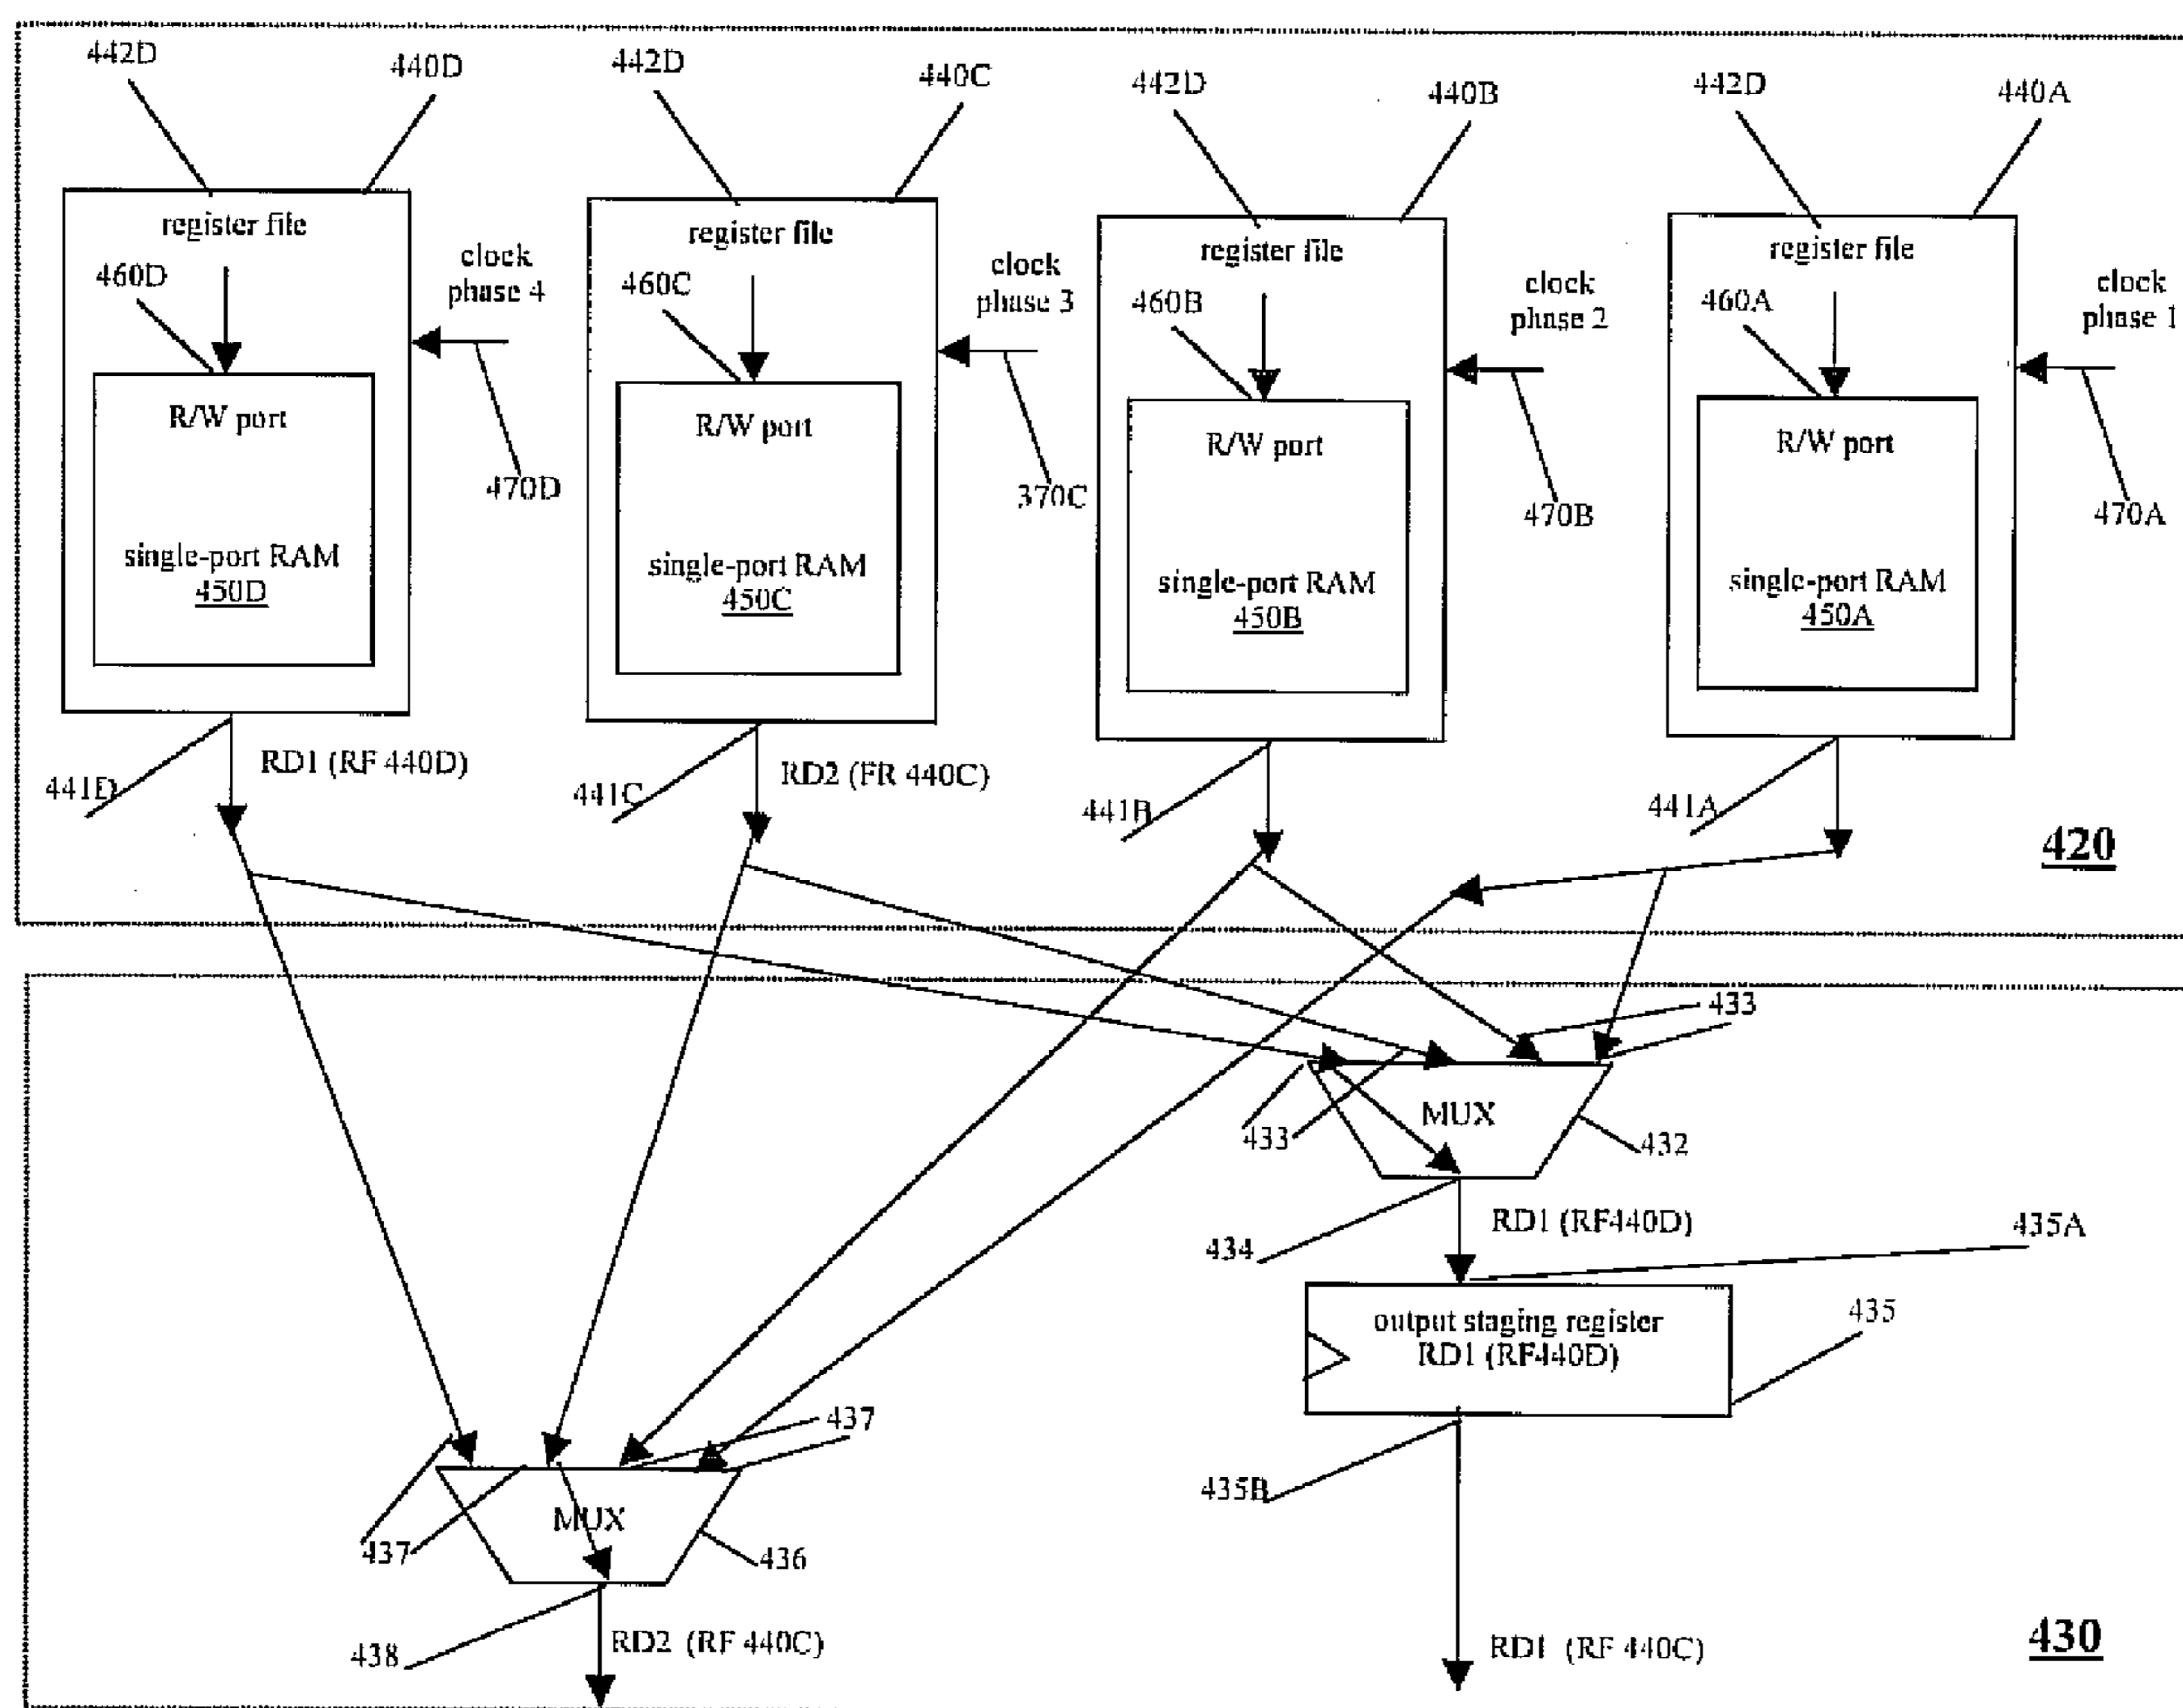 442D
440D
442D
440C
442D
440B
442D
440A
register file
460D
clock
phase 4
R/W port
470D
single-port RAM
450D
register file
460C
clock
phase 3
R/W port
370C
single-port RAM
450C
register file
460B
clock
phase 2
R/W port
470B
single-port RAM
450B
register file
460A
clock
phase 1
R/W port
470A
single-port RAM
450A
441D
RD1 (RF 440D)
441C
RD2 (FR 440C)
441B
441A
420
433
MUX
433
432
434
RD1 (RF440D)
435A
output staging register
RD1 (RF440D)
435
437
435B
MUX
437
436
438
RD2 (RF 440C)
RD1 (RF 440C)
430